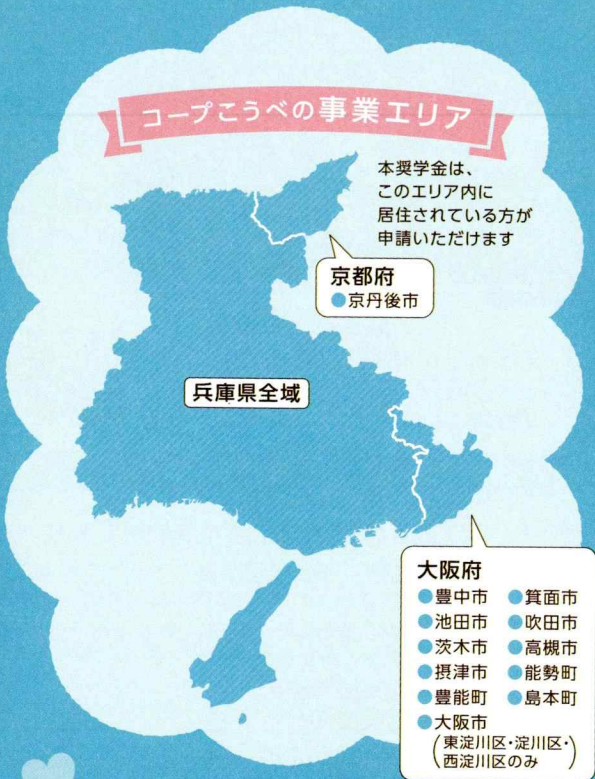 コープこうべの事業エリア
本奨学金は、
このエリア内に
居住されている方が
申請いただけます
京都府
●京丹後市
兵庫県全域
大阪府
●豊中市 ●箕面市
●池田市 ●吹田市
●茨木市 ●高槻市
●摂津市 ●能勢町
●豊能町 ●島本町
●大阪市
(東淀川区・淀川区・
西淀川区のみ)